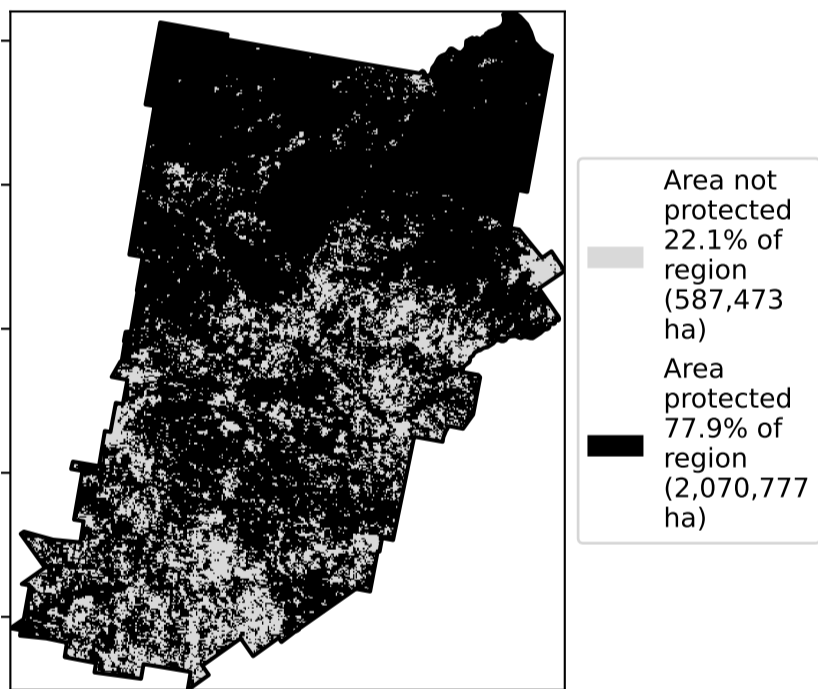 Area not
protected
22.1% of
region
(587,473
ha)
Area
protected
77.9% of
region
(2,070,777
ha)